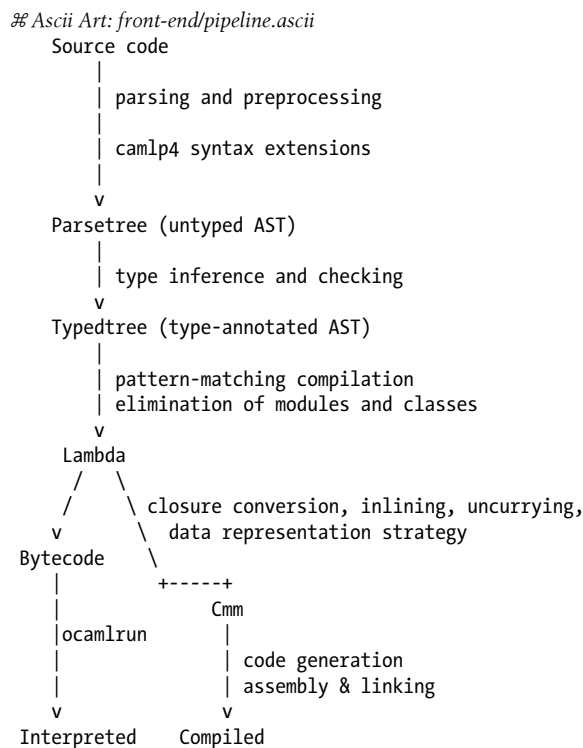 ⌘ Ascii Art: front-end/pipeline.ascii
Source code
|
| parsing and preprocessing
|
| camlp4 syntax extensions
|
v
Parsetree (untyped AST)
|
| type inference and checking
v
Typedtree (type-annotated AST)
|
| pattern-matching compilation
| elimination of modules and classes
v
Lambda
/ \
/ \ closure conversion, inlining, uncurrying,
v \ data representation strategy
Bytecode \
| +-----+
| Cmm
|ocamlrun |
| | code generation
| | assembly & linking
v v
Interpreted Compiled